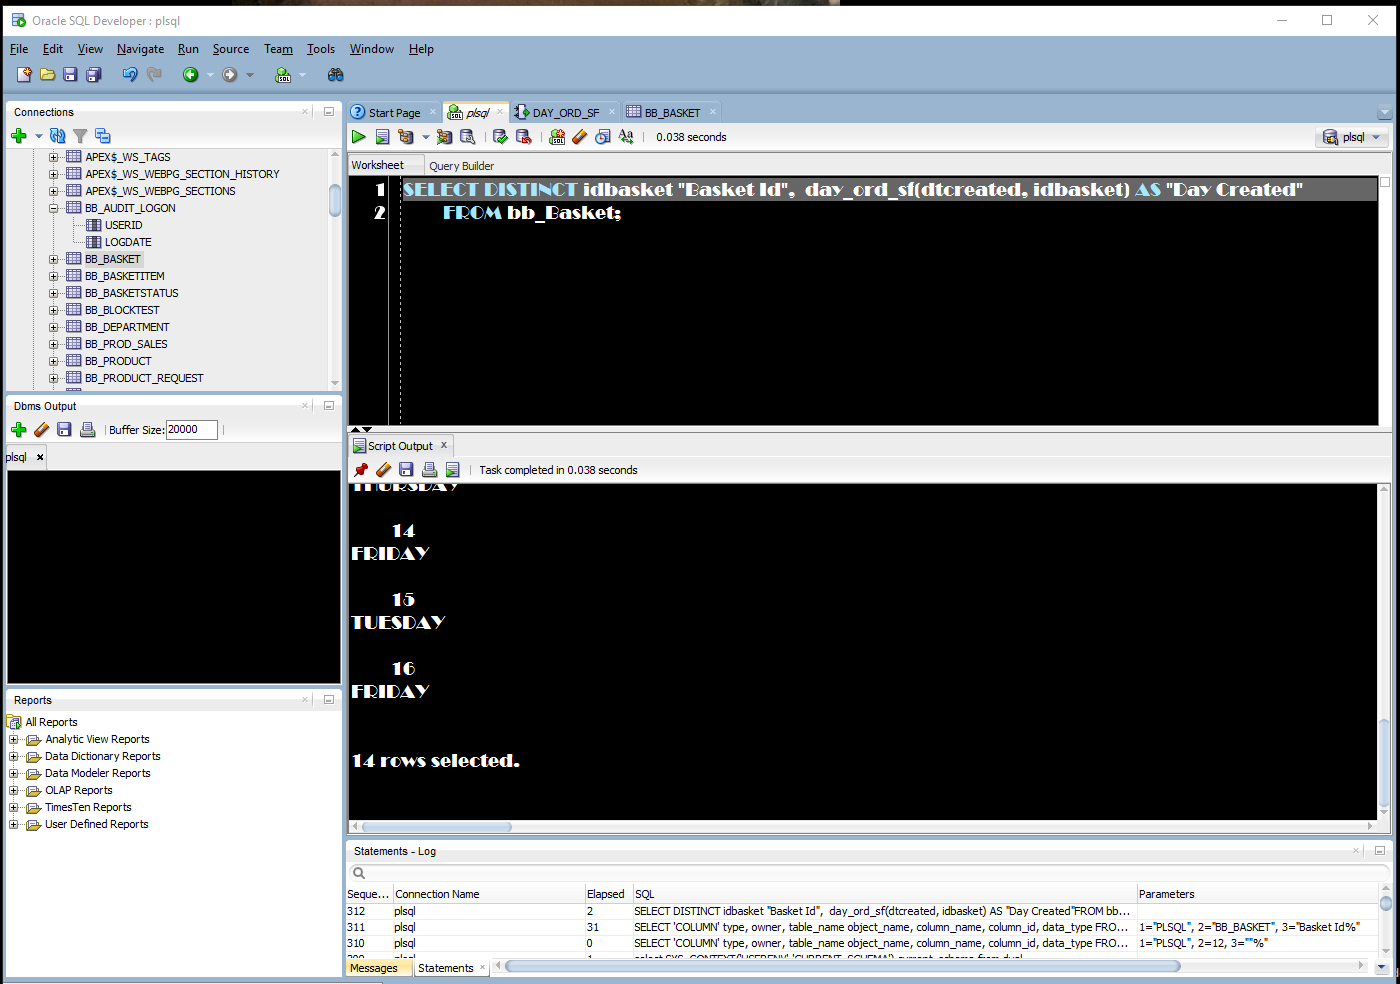 Oracle SQL Developer : plsql
File Edit View Navigate Run Source Team Tools Window Help
Connections
APEX$_WS_TAGS
APEX$_WS_WEBPG_SECTION_HISTORY
APEX$_WS_WEBPG_SECTIONS
BB_AUDIT_LOGON
USERID
LOGDATE
BB_BASKET
BB_BASKETITEM
BB_BASKETSTATUS
BB_BLOCKTEST
BB_DEPARTMENT
BB_PROD_SALES
BB_PRODUCT
BB_PRODUCT_REQUEST
Dbms Output
Buffer Size: 20000
plsql
Reports
All Reports
Analytic View Reports
Data Dictionary Reports
Data Modeler Reports
OLAP Reports
TimesTen Reports
User Defined Reports
Start Page plsql DAY_ORD_SF BB_BASKET
0.038 seconds plsql
Worksheet Query Builder
1 SELECT DISTINCT idbasket "Basket Id", day_ord_sf(dtcreated, idbasket) AS "Day Created"
2 FROM bb_Basket;
Script Output
Task completed in 0.038 seconds
THURSDAY
14
FRIDAY
15
TUESDAY
16
FRIDAY
14 rows selected.
Statements - Log
Seque... Connection Name Elapsed SQL Parameters
312 plsql 2 SELECT DISTINCT idbasket "Basket Id", day_ord_sf(dtcreated, idbasket) AS "Day Created"FROM bb...
311 plsql 31 SELECT 'COLUMN' type, owner, table_name object_name, column_name, column_id, data_type FRO... 1="PLSQL", 2="BB_BASKET", 3="Basket Id%"
310 plsql 0 SELECT 'COLUMN' type, owner, table_name object_name, column_name, column_id, data_type FRO... 1="PLSQL", 2=12, 3=""%"
Messages Statements